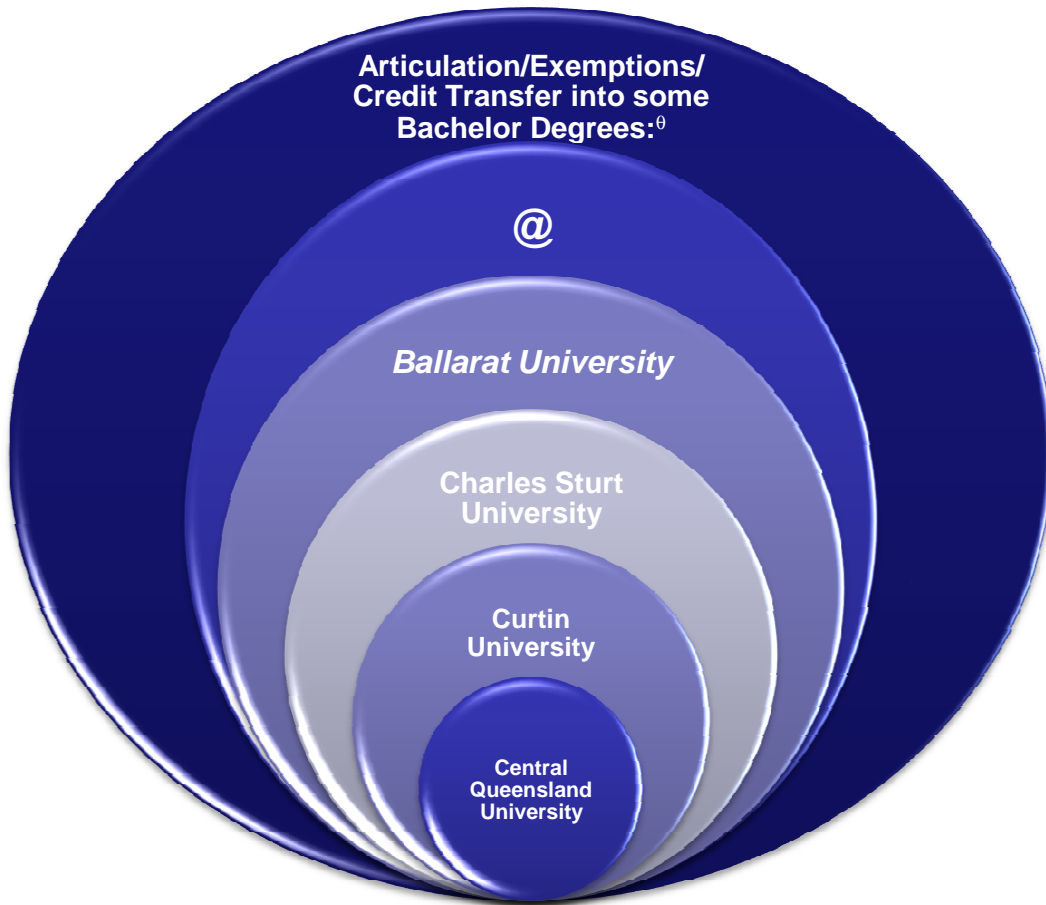 Articulation/Exemptions/
Credit Transfer into some
Bachelor Degrees:θ
@
Ballarat University
Charles Sturt
University
Curtin
University
Central
Queensland
University